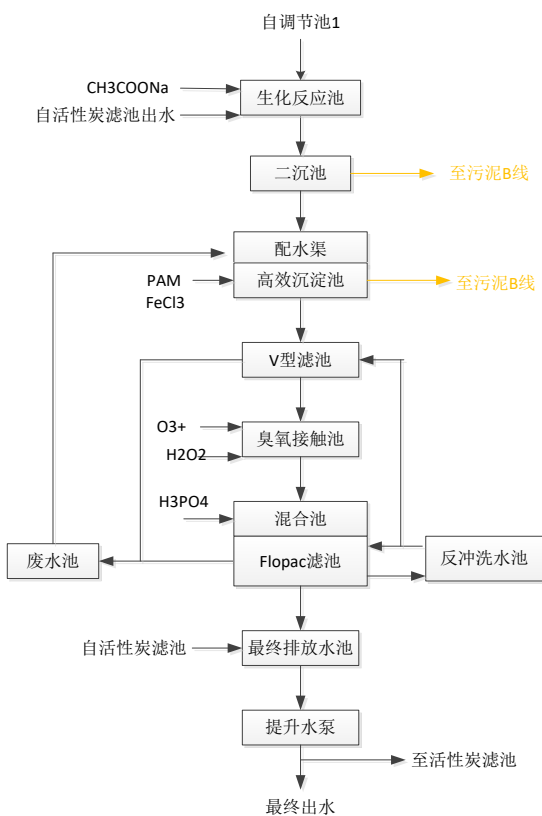 自调节池1
CH3COONa
生化反应池
自活性炭滤池出水
二沉池
至污泥B线
配水渠
PAM
高效沉淀池
至污泥B线
FeCl3
V型滤池
O3+
臭氧接触池
H2O2
H3PO4
混合池
废水池
Flopac滤池
反冲洗水池
自活性炭滤池
最终排放水池
提升水泵
至活性炭滤池
最终出水